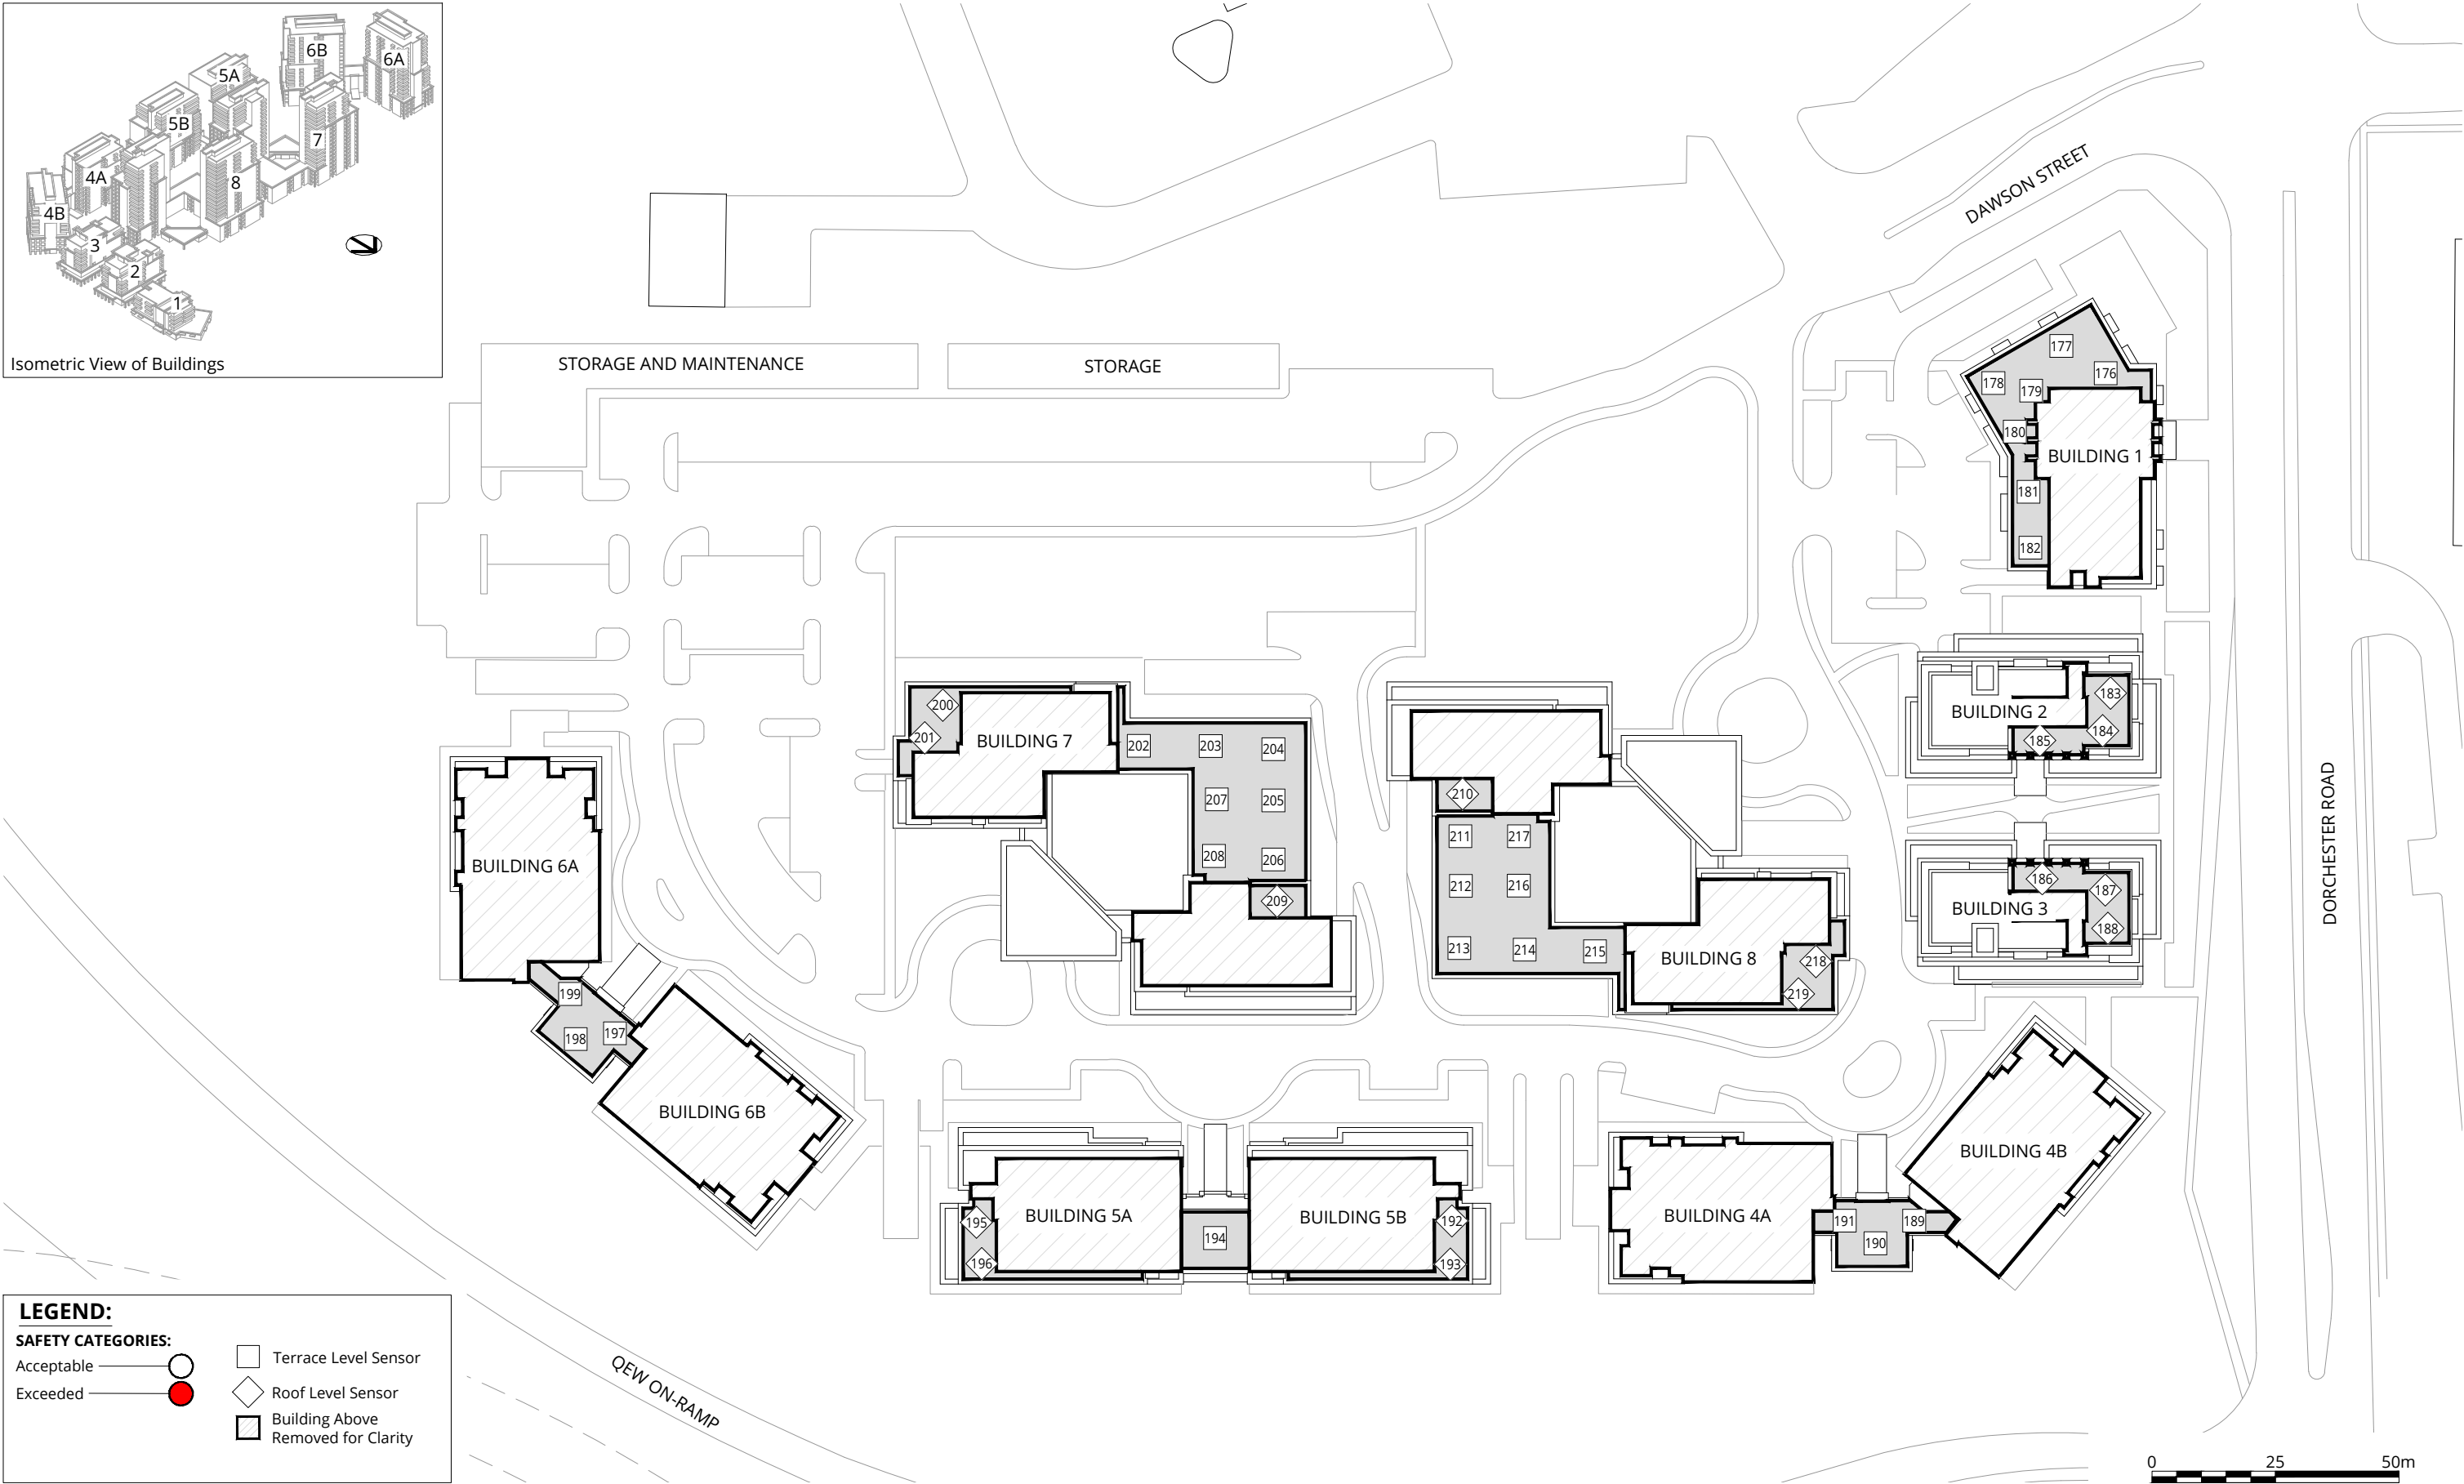 6B
6A
5A
5B
7
4A
8
4B
3
2
1
Isometric View of Buildings
DAWSON STREET
STORAGE AND MAINTENANCE
STORAGE
177
176
178
179
180
BUILDING 1
181
182
183
BUILDING 2
184
185
186
187
BUILDING 3
188
DORCHESTER ROAD
200
201
BUILDING 7
202
203
204
207
205
208
206
209
210
211
217
212
216
213
214
215
BUILDING 8
218
219
BUILDING 6A
199
198
197
BUILDING 6B
195
BUILDING 5A
196
194
BUILDING 5B
192
193
BUILDING 4A
191
189
190
BUILDING 4B
QEW ON-RAMP
LEGEND:
SAFETY CATEGORIES:
Acceptable
Exceeded
Terrace Level Sensor
Roof Level Sensor
Building Above
Removed for Clarity
0 25 50m